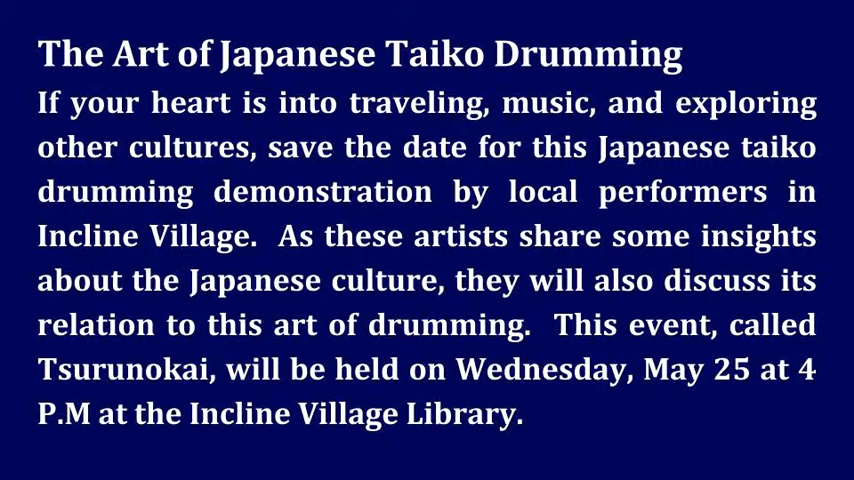 The Art of Japanese Taiko Drumming
If your heart is into traveling, music, and exploring
other cultures, save the date for this Japanese taiko
drumming demonstration by local performers in
Incline Village.  As these artists share some insights
about the Japanese culture, they will also discuss its
relation to this art of drumming.  This event, called
Tsurunokai, will be held on Wednesday, May 25 at 4
P.M at the Incline Village Library.